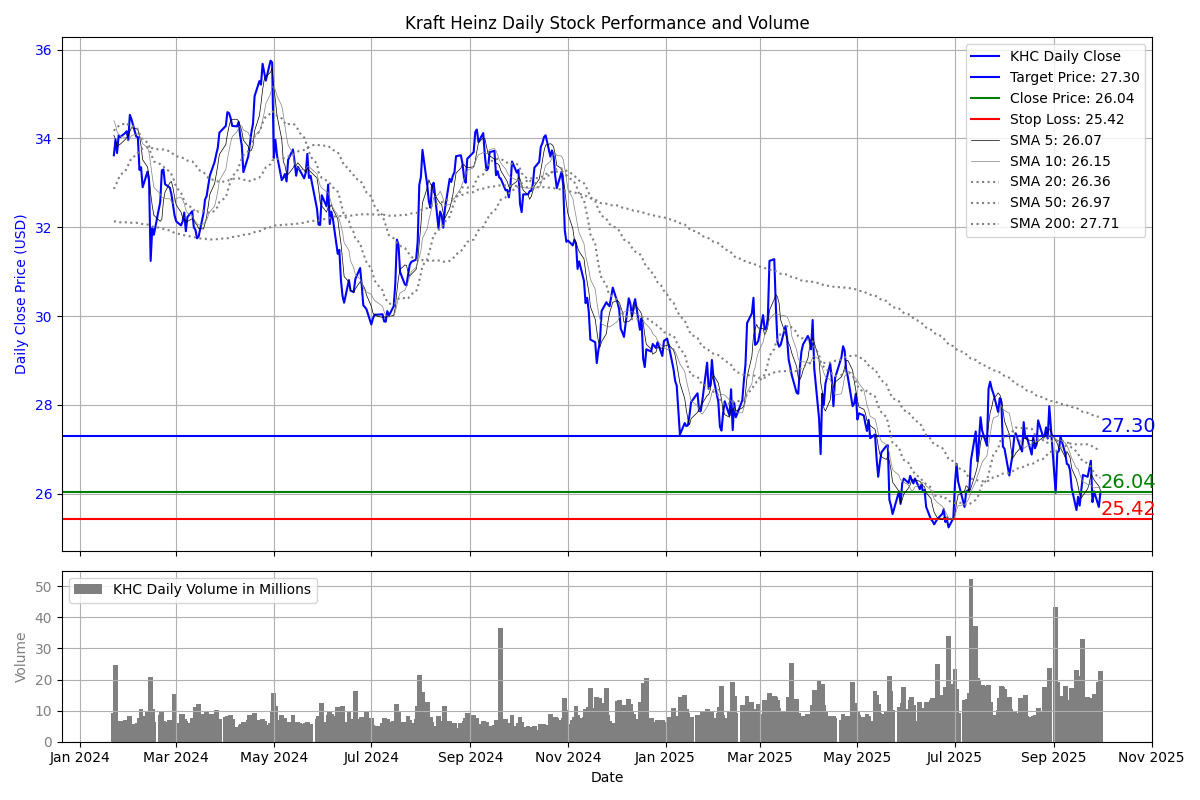 Kraft Heinz Daily Stock Performance and Volume
Daily Close Price (USD)
36
34
32
30
28
26
KHC Daily Close
Target Price: 27.30
Close Price: 26.04
Stop Loss: 25.42
SMA 5: 26.07
SMA 10: 26.15
SMA 20: 26.36
SMA 50: 26.97
SMA 200: 27.71
27.30
26.04
25.42
Volume
50
40
30
20
10
0
KHC Daily Volume in Millions
Jan 2024 Mar 2024 May 2024 Jul 2024 Sep 2024 Nov 2024 Jan 2025 Mar 2025 May 2025 Jul 2025 Sep 2025 Nov 2025
Date